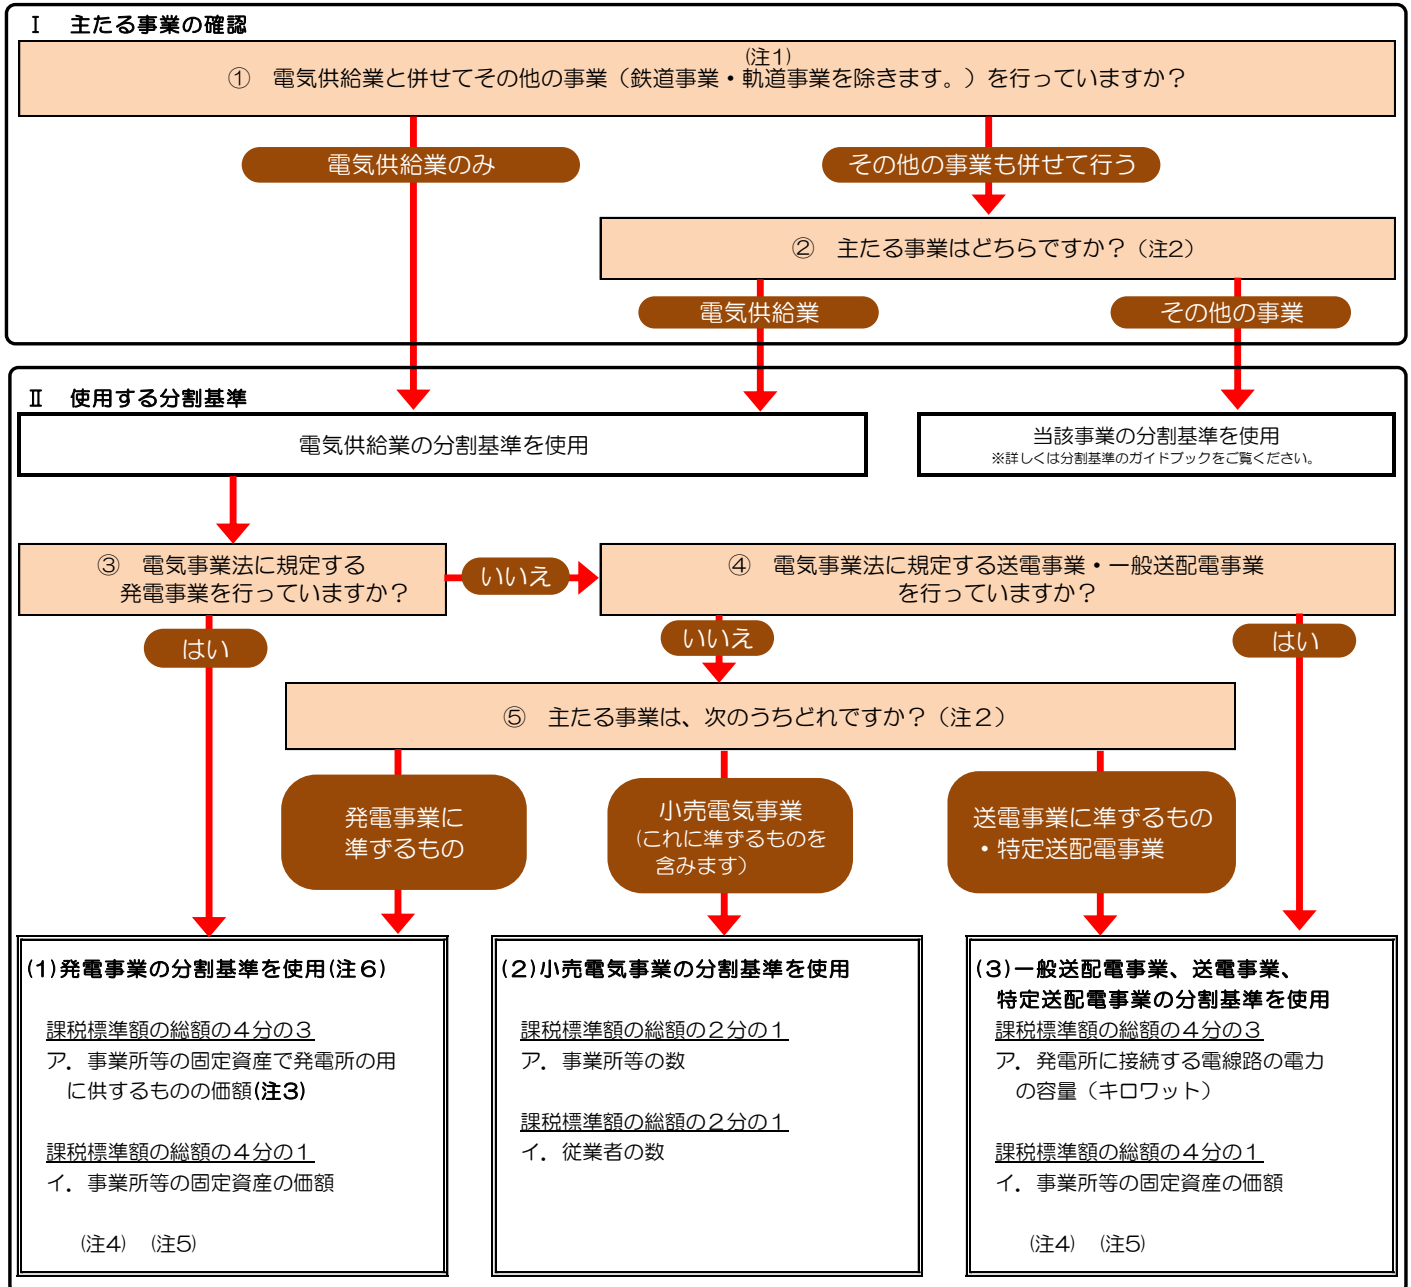 Ⅰ　主たる事業の確認
(注1)
①　電気供給業と併せてその他の事業（鉄道事業・軌道事業を除きます。）を行っていますか？
電気供給業のみ
その他の事業も併せて行う
②　主たる事業はどちらですか？（注2）
電気供給業
その他の事業
Ⅱ　使用する分割基準
電気供給業の分割基準を使用
当該事業の分割基準を使用
※詳しくは分割基準のガイドブックをご覧ください。
③　電気事業法に規定する
発電事業を行っていますか？
いいえ
④　電気事業法に規定する送電事業・一般送配電事業
を行っていますか？
はい
いいえ
はい
⑤　主たる事業は、次のうちどれですか？（注２）
発電事業に
準ずるもの
小売電気事業
（これに準ずるものを
含みます）
送電事業に準ずるもの
・特定送配電事業
(1)発電事業の分割基準を使用(注６)
課税標準額の総額の４分の３
ア．事業所等の固定資産で発電所の用
に供するものの価額(注3)
課税標準額の総額の４分の１
イ．事業所等の固定資産の価額
(注4)　(注5)
(2)小売電気事業の分割基準を使用
課税標準額の総額の２分の１
ア．事業所等の数
課税標準額の総額の２分の１
イ．従業者の数
(3)一般送配電事業、送電事業、
特定送配電事業の分割基準を使用
課税標準額の総額の４分の３
ア．発電所に接続する電線路の電力
の容量（キロワット）
課税標準額の総額の４分の１
イ．事業所等の固定資産の価額
(注4)　(注5)